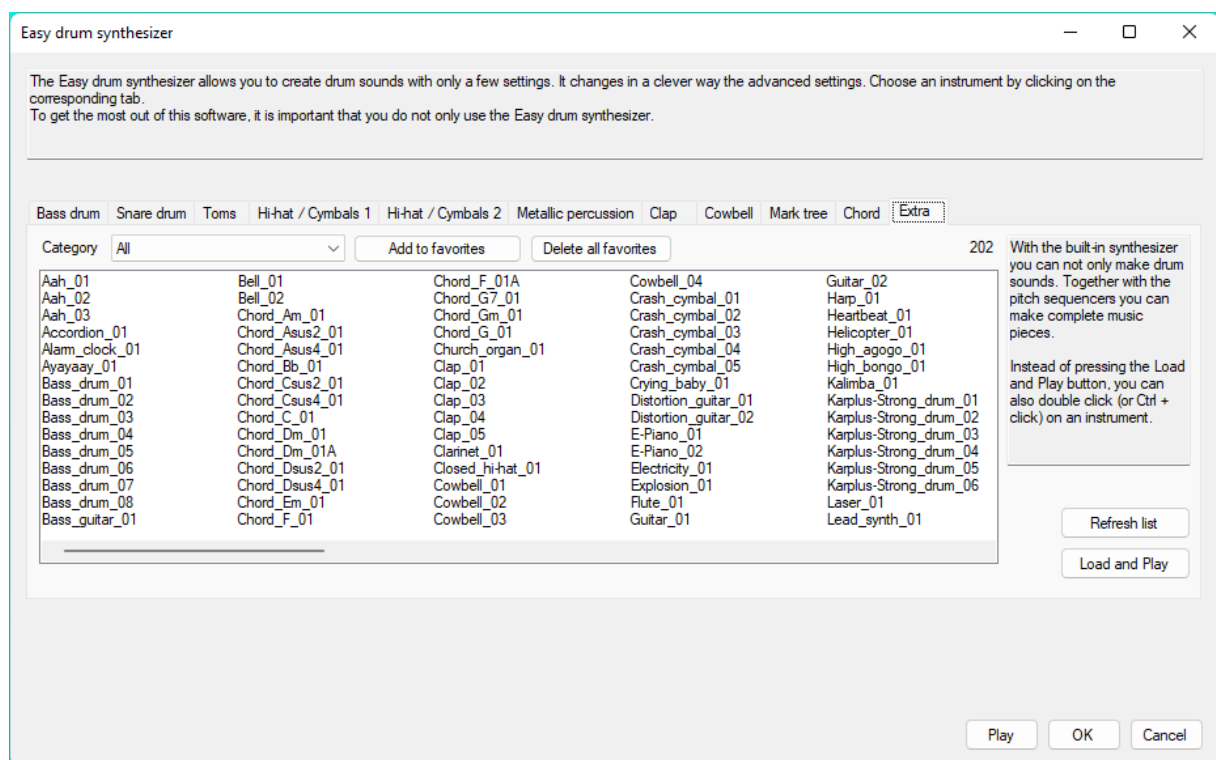 Easy drum synthesizer
The Easy drum synthesizer allows you to create drum sounds with only a few settings. It changes in a clever way the advanced settings. Choose an instrument by clicking on the
corresponding tab.
To get the most out of this software, it is important that you do not only use the Easy drum synthesizer.
Bass drum Snare drum Toms Hi-hat / Cymbals 1 Hi-hat / Cymbals 2 Metallic percussion Clap Cowbell Mark tree Chord Extra
Category All Add to favorites Delete all favorites 202
Aah_01
Aah_02
Aah_03
Accordion_01
Alarm_clock_01
Ayayaay_01
Bass_drum_01
Bass_drum_02
Bass_drum_03
Bass_drum_04
Bass_drum_05
Bass_drum_06
Bass_drum_07
Bass_drum_08
Bass_guitar_01
Bell_01
Bell_02
Chord_Am_01
Chord_Asus2_01
Chord_Asus4_01
Chord_Bb_01
Chord_Csus2_01
Chord_Csus4_01
Chord_C_01
Chord_Dm_01
Chord_Dm_01A
Chord_Dsus2_01
Chord_Dsus4_01
Chord_Em_01
Chord_F_01
Chord_F_01A
Chord_G7_01
Chord_Gm_01
Chord_G_01
Church_organ_01
Clap_01
Clap_02
Clap_03
Clap_04
Clap_05
Clarinet_01
Closed_hi-hat_01
Cowbell_01
Cowbell_02
Cowbell_03
Cowbell_04
Crash_cymbal_01
Crash_cymbal_02
Crash_cymbal_03
Crash_cymbal_04
Crash_cymbal_05
Crying_baby_01
Distortion_guitar_01
Distortion_guitar_02
E-Piano_01
E-Piano_02
Electricity_01
Explosion_01
Flute_01
Guitar_01
Guitar_02
Harp_01
Heartbeat_01
Helicopter_01
High_agogo_01
High_bongo_01
Kalimba_01
Karplus-Strong_drum_01
Karplus-Strong_drum_02
Karplus-Strong_drum_03
Karplus-Strong_drum_04
Karplus-Strong_drum_05
Karplus-Strong_drum_06
Laser_01
Lead_synth_01
With the built-in synthesizer
you can not only make drum
sounds. Together with the
pitch sequencers you can
make complete music
pieces.
Instead of pressing the Load
and Play button, you can
also double click (or Ctrl +
click) on an instrument.
Refresh list
Load and Play
Play OK Cancel